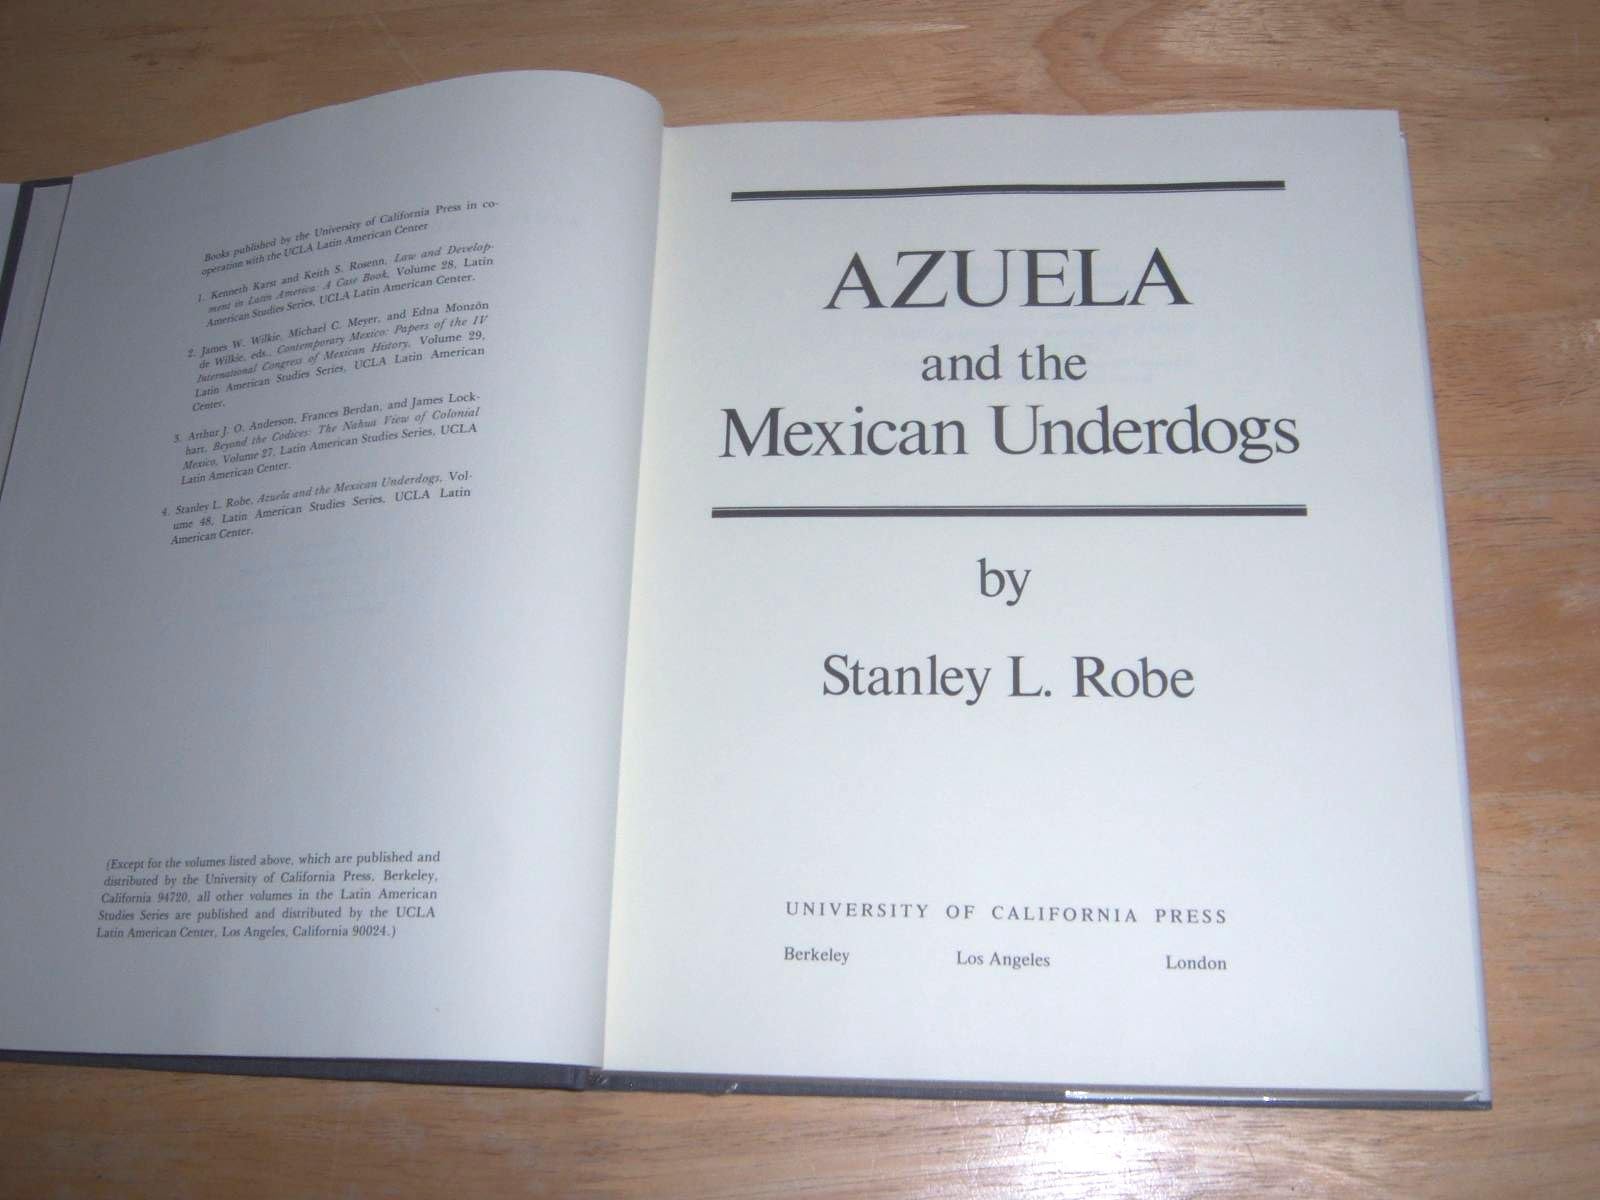 Books published by the University of California Press in co-
operation with the UCLA Latin American Center
1. Kenneth Karst and Keith S. Rosenn, Law and Develop-
ment in Latin America: A Case Book, Volume 28, Latin
American Studies Series, UCLA Latin American Center.
2. James W. Wilkie, Michael C. Meyer, and Edna Monzón
de Wilkie, eds., Contemporary Mexico: Papers of the IV
International Congress of Mexican History, Volume 29,
Latin American Studies Series, UCLA Latin American
Center.
3. Arthur J. O. Anderson, Frances Berdan, and James Lock-
hart, Beyond the Codices: The Nahua View of Colonial
Mexico, Volume 27, Latin American Studies Series, UCLA
Latin American Center.
4. Stanley L. Robe, Azuela and the Mexican Underdogs, Vol-
ume 48, Latin American Studies Series, UCLA Latin
American Center.
(Except for the volumes listed above, which are published and
distributed by the University of California Press, Berkeley,
California 94720, all other volumes in the Latin American
Studies Series are published and distributed by the UCLA
Latin American Center, Los Angeles, California 90024.)
AZUELA
and the
Mexican Underdogs
by
Stanley L. Robe
UNIVERSITY OF CALIFORNIA PRESS
Berkeley Los Angeles London